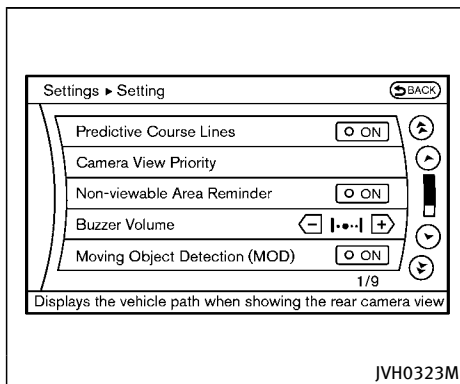 Settings ▸ Setting BACK
Predictive Course Lines ON
Camera View Priority
Non-viewable Area Reminder ON
Buzzer Volume − +
Moving Object Detection (MOD) ON
1/9
Displays the vehicle path when showing the rear camera view
JVH0323M